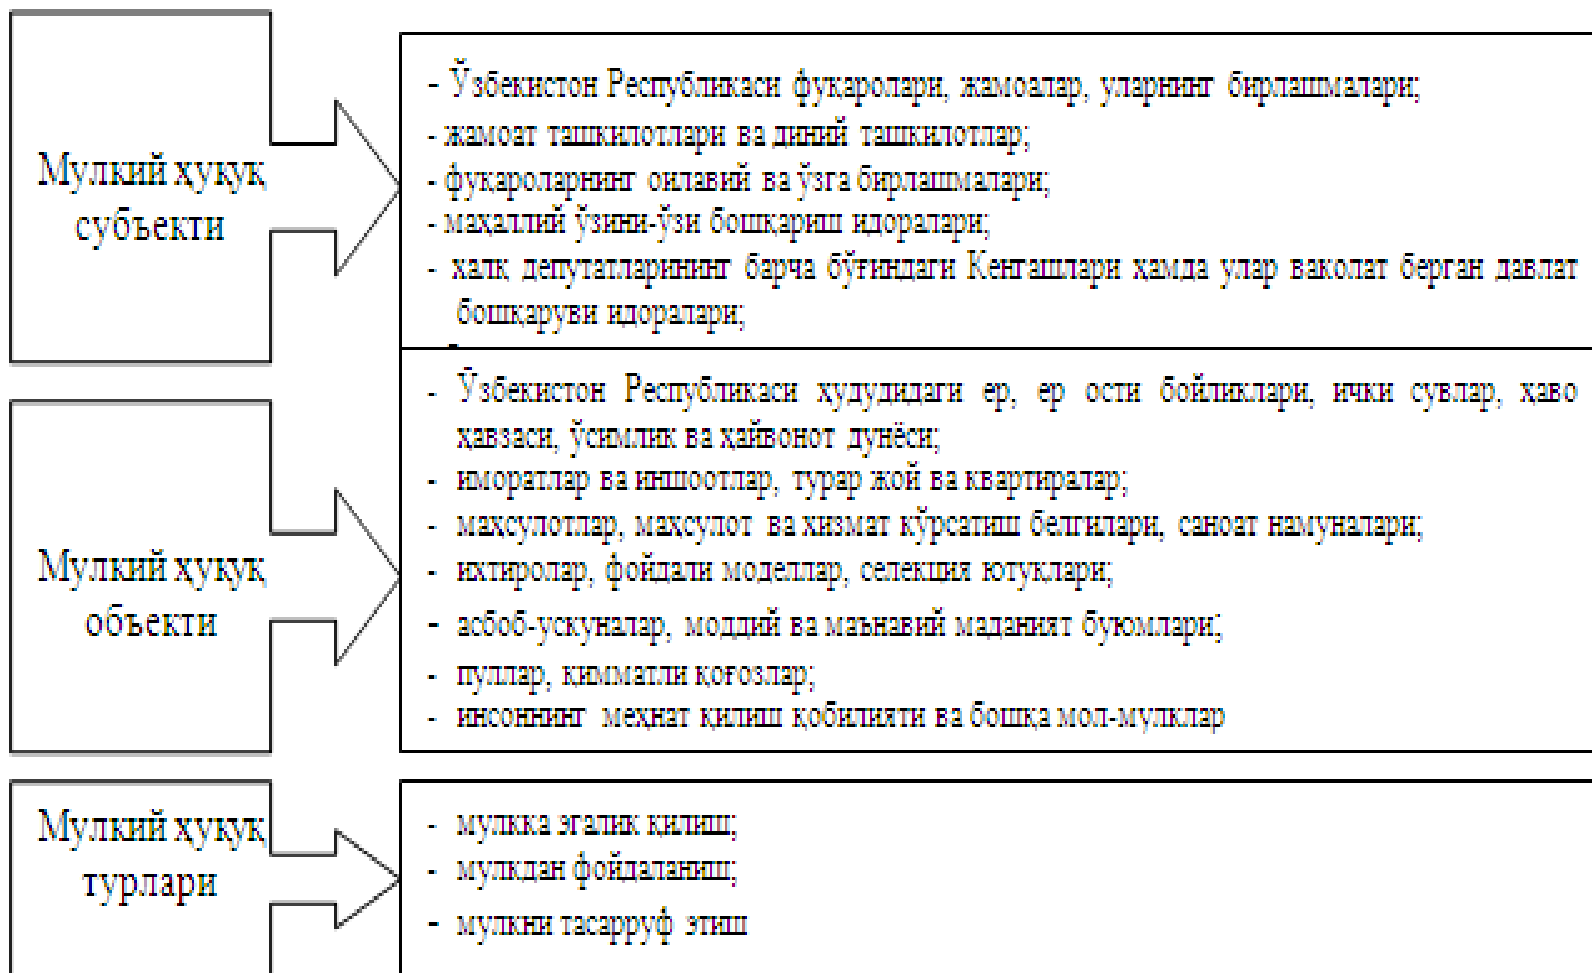 Мулкий ҳуқуқ
субъекти
- Ўзбекистон Республикаси фуқаролари, жамоалар, уларнинг бирлашмалари;
- жамоат ташкилотлари ва диний ташкилотлар;
- фуқароларнинг оилавий ва ўзга бирлашмалари;
- маҳаллий ўзини-ўзи бошқариш идоралари;
- халқ депутатларининг барча бўғиндаги Кенгашлари ҳамда улар ваколат берган давлат
бошқаруви идоралари;
Мулкий ҳуқуқ
объекти
- Ўзбекистон Республикаси ҳудудидаги ер, ер ости бойликлари, ички сувлар, ҳаво
ҳавзаси, ўсимлик ва ҳайвонот дунёси;
- иморатлар ва иншоотлар, турар жой ва квартиралар;
- маҳсулотлар, маҳсулот ва хизмат кўрсатиш белгилари, саноат намуналари;
- ихтиролар, фойдали моделлар, селекция ютуқлари;
- асбоб-ускуналар, моддий ва маънавий маданият буюмлари;
- пуллар, қимматли қоғозлар;
- инсоннинг меҳнат қилиш қобилияти ва бошқа мол-мулклар
Мулкий ҳуқуқ
турлари
- мулкка эгалик қилиш;
- мулкдан фойдаланиш;
- мулкни тасарруф этиш